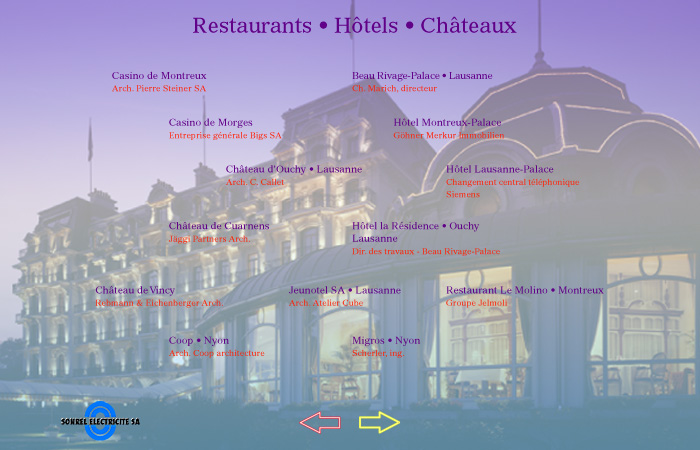 Restaurants • Hôtels • Châteaux
Casino de Montreux
Arch. Pierre Steiner SA
Beau Rivage-Palace • Lausanne
Ch. Marich, directeur
Casino de Morges
Entreprise générale Bigs SA
Hôtel Montreux-Palace
Göhner Merkur Immobilien
Château d'Ouchy • Lausanne
Arch. C. Callet
Hôtel Lausanne-Palace
Changement central téléphonique
Siemens
Château de Cuarnens
Jäggi Partners Arch.
Hôtel la Résidence • Ouchy
Lausanne
Dir. des travaux - Beau Rivage-Palace
Château de Vincy
Rebmann & Eichenberger Arch.
Jeunotel SA • Lausanne
Arch. Atelier Cube
Restaurant Le Molino • Montreux
Groupe Jelmoli
Coop • Nyon
Arch. Coop architecture
Migros • Nyon
Scherler, ing.
SONREL ELECTRICITE SA